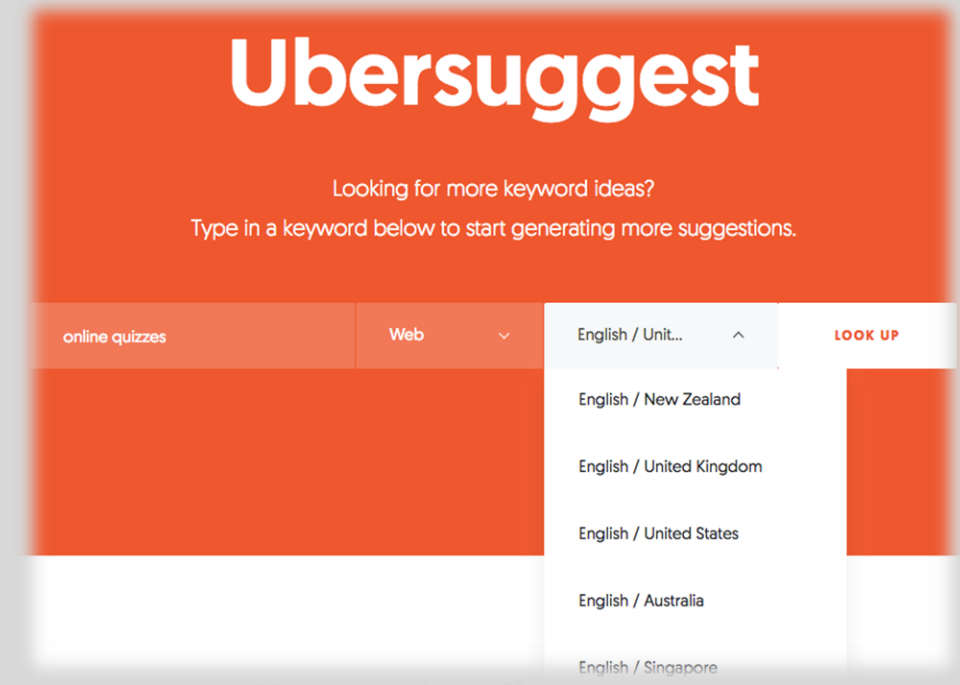 Ubersuggest
Looking for more keyword ideas?
Type in a keyword below to start generating more suggestions.
online quizzes
Web
English / Unit...
LOOK UP
English / New Zealand
English / United Kingdom
English / United States
English / Australia
English / Singapore